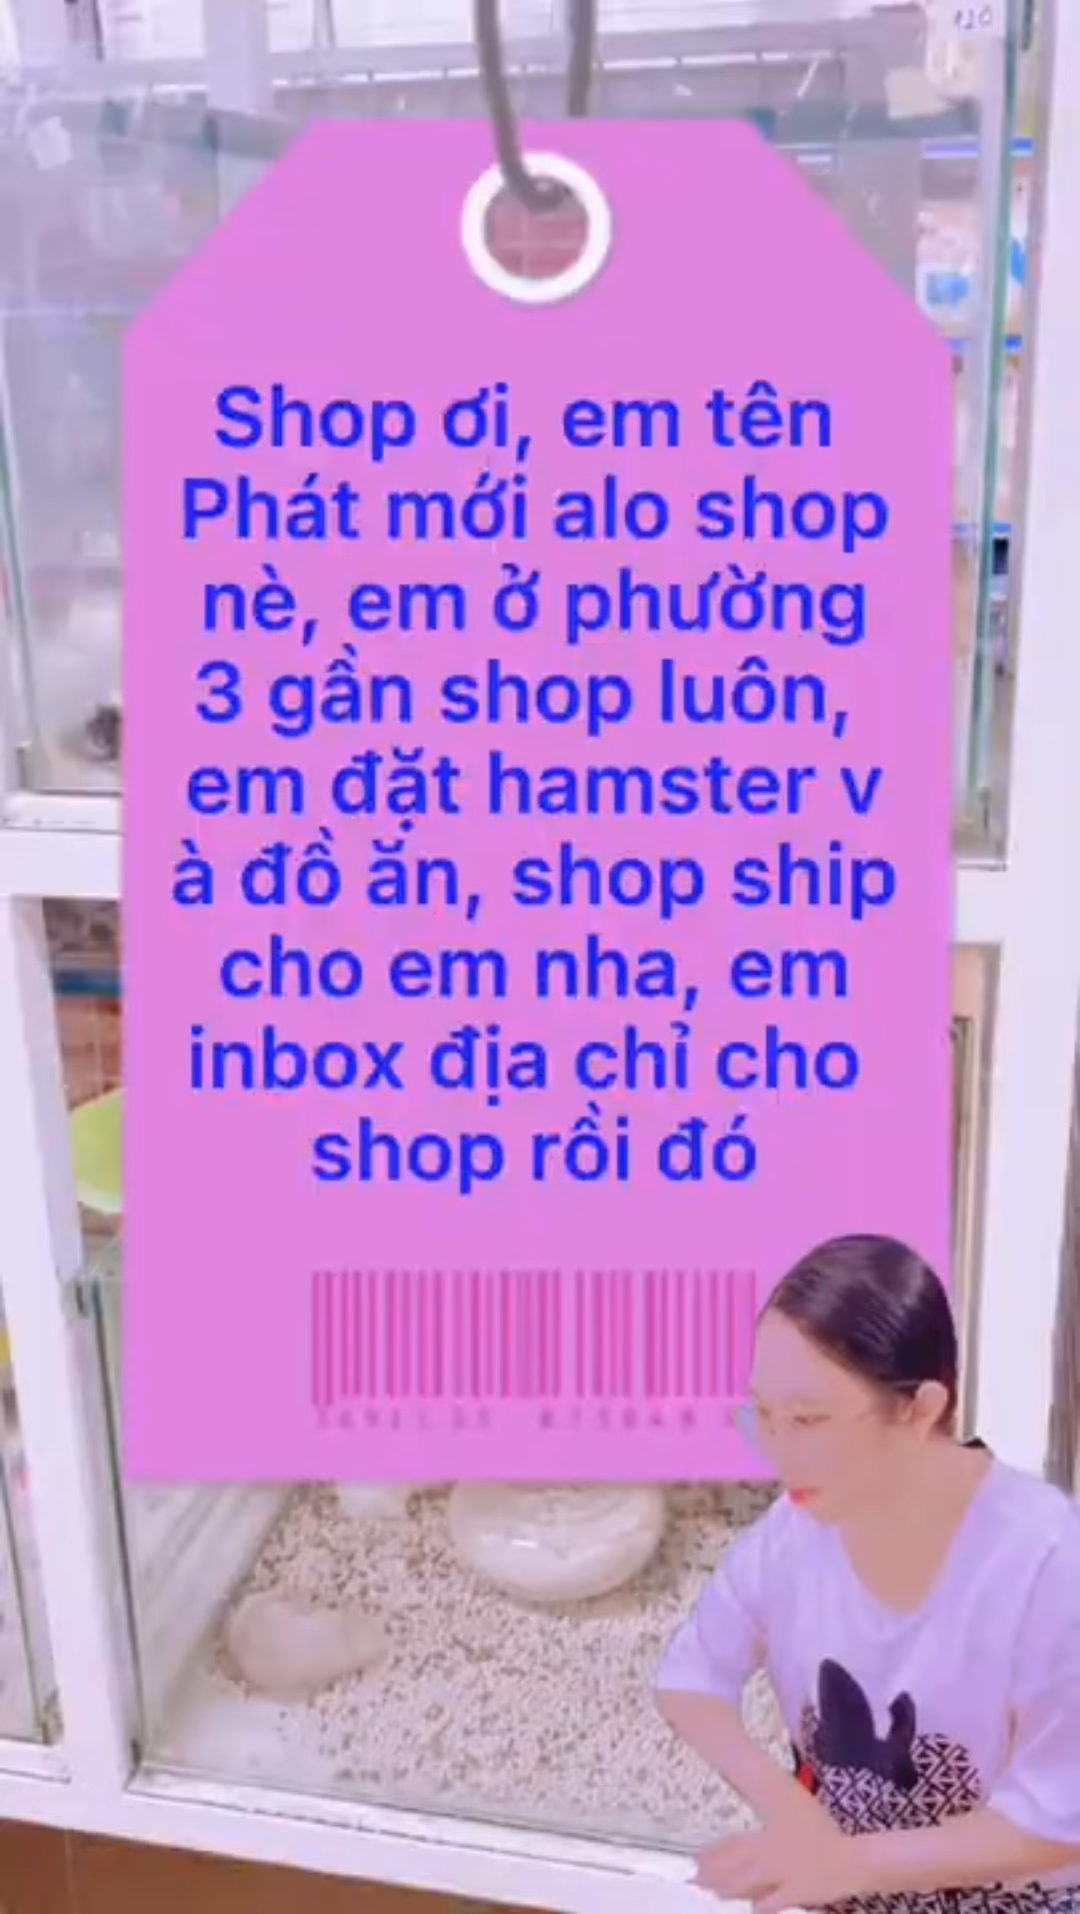 Shop ơi, em tên
Phát mới alo shop
nè, em ở phường
3 gần shop luôn,
em đặt hamster v
à đồ ăn, shop ship
cho em nha, em
inbox địa chỉ cho
shop rồi đó